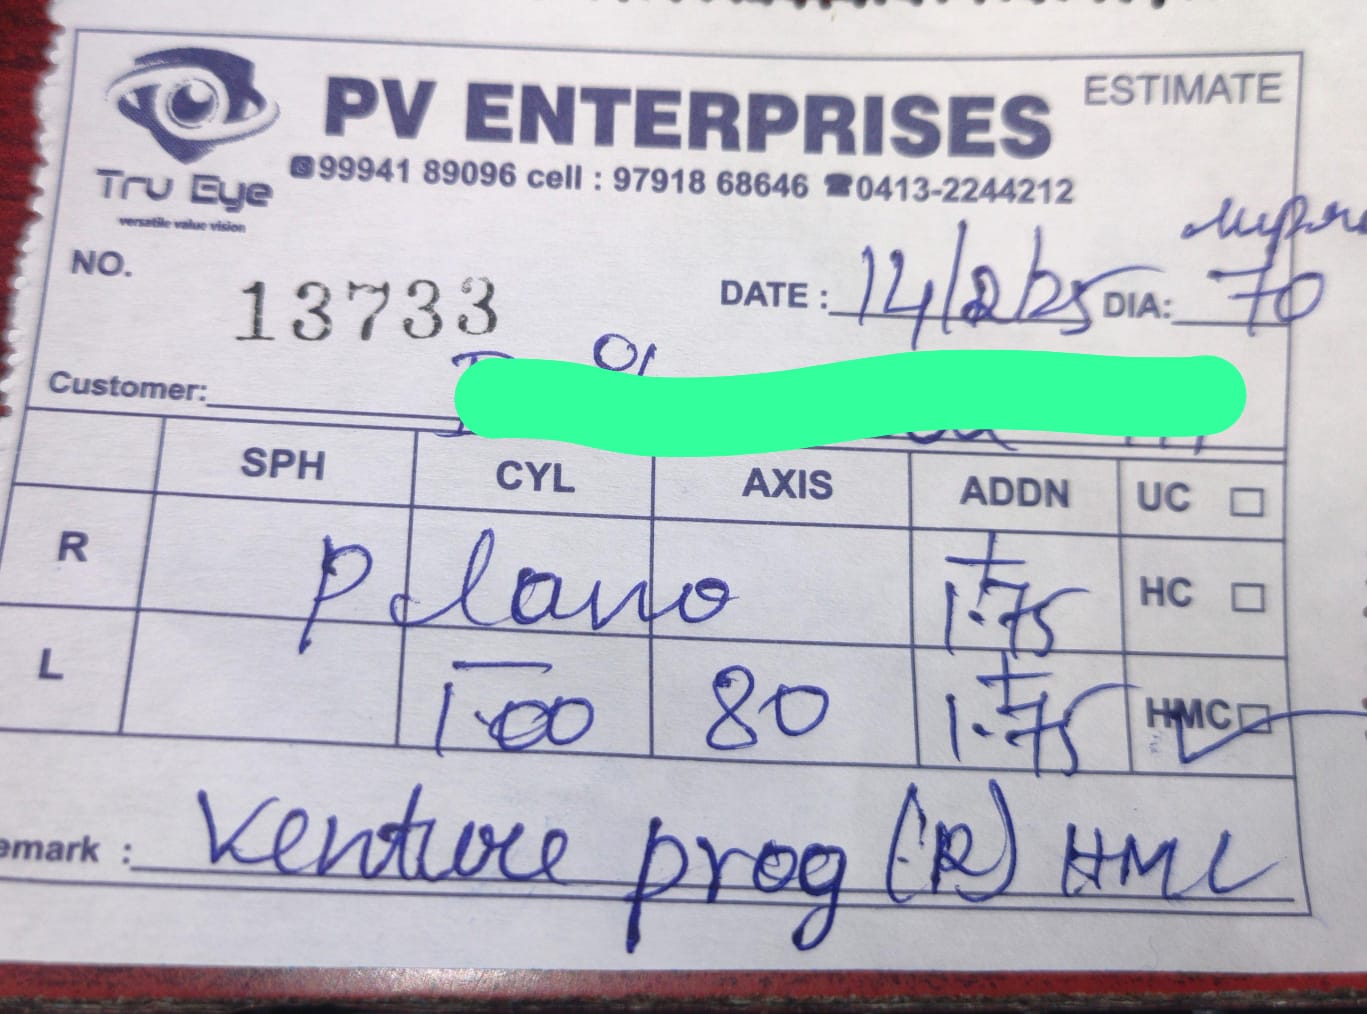 ESTIMATE
PV ENTERPRISES
99941 89096 cell : 97918 68646 ☎0413-2244212
Tru Eye
versatile value vision
NO. 13733 DATE : 14/2/25 DIA: 70
Customer:
SPH CYL AXIS ADDN UC
R Plano +1.75 HC
L -1.00 80 +1.75 HMC
emark : Venture prog (R) HMC